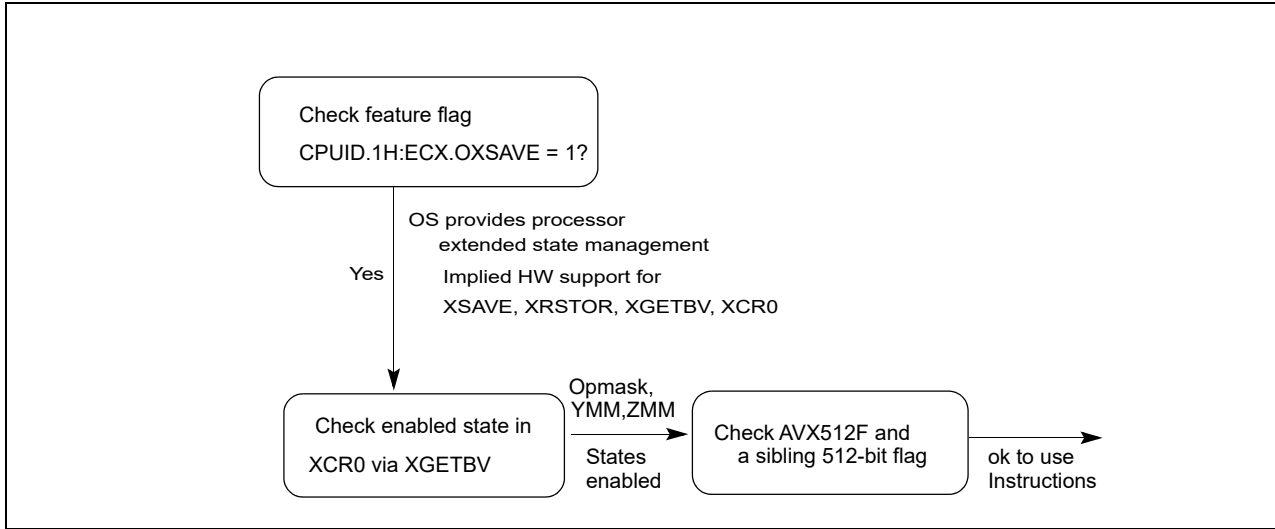 Check feature flag
CPUID.1H:ECX.OXSAVE = 1?
OS provides processor
extended state management
Yes
Implied HW support for
XSAVE, XRSTOR, XGETBV, XCR0
Check enabled state in
XCR0 via XGETBV
Opmask,
YMM,ZMM
States
enabled
Check AVX512F and
a sibling 512-bit flag
ok to use
Instructions